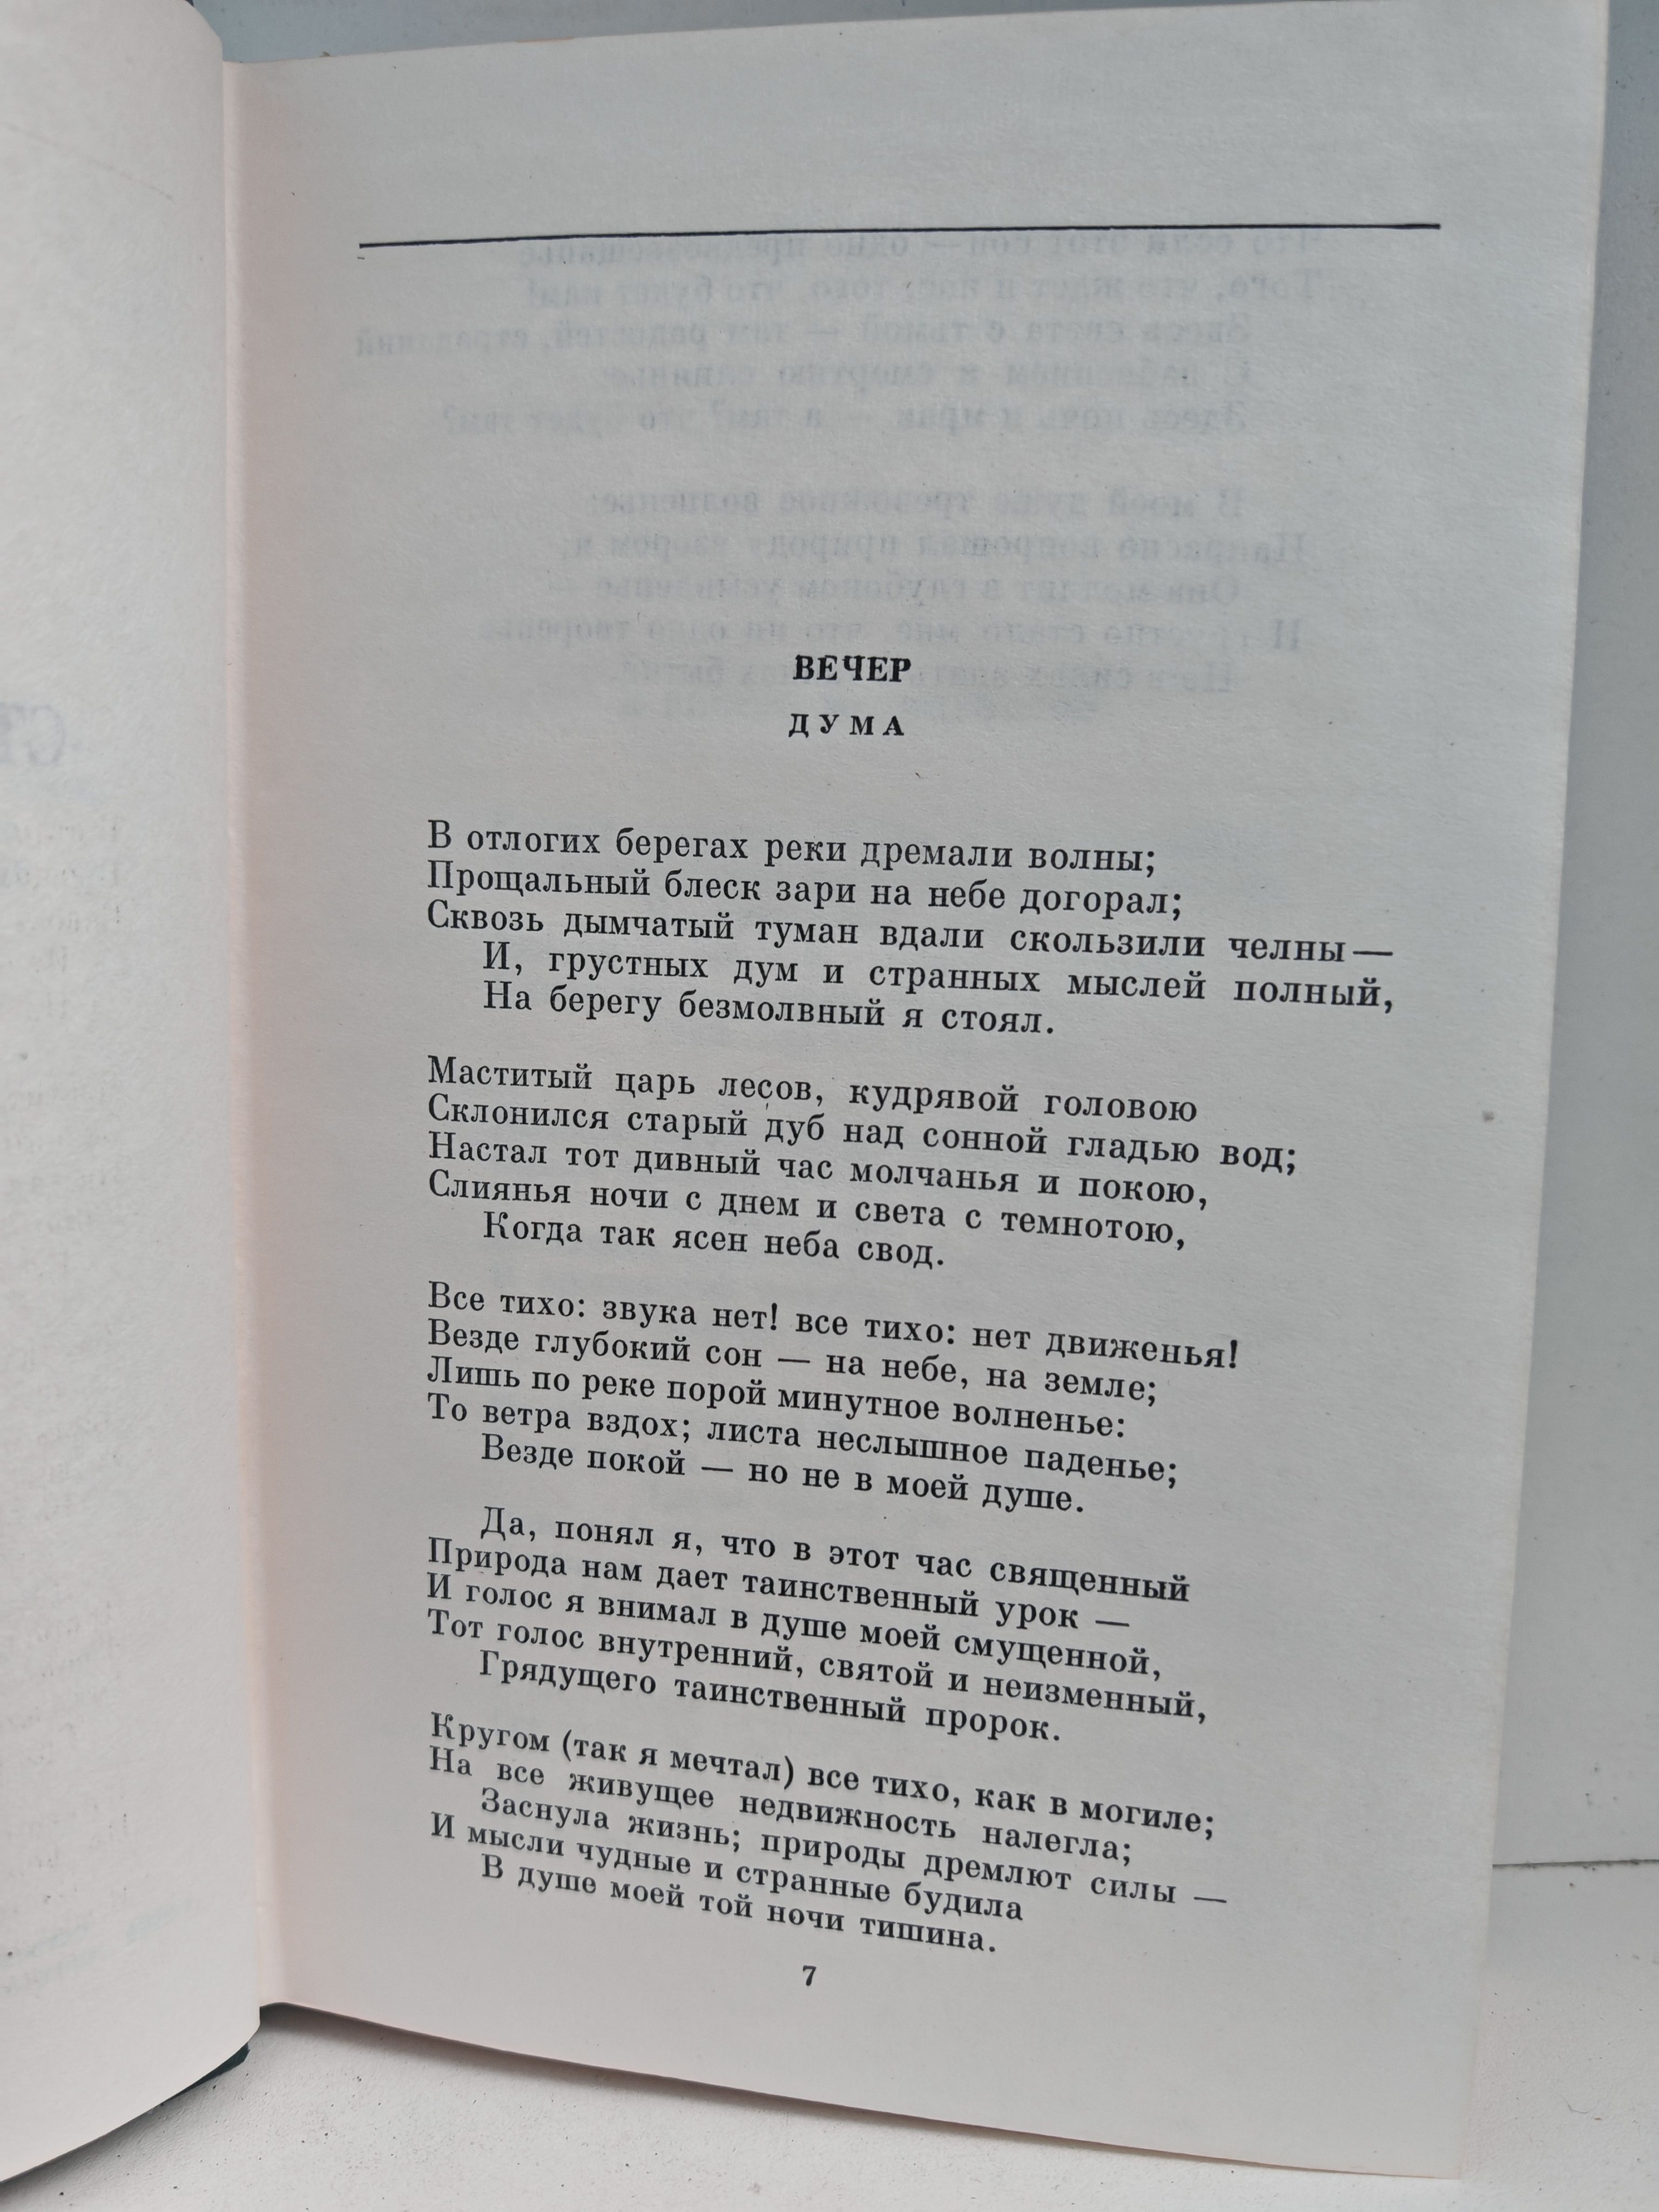 ВЕЧЕР
ДУМА
В отлогих берегах реки дремали волны;
Прощальный блеск зари на небе догорал;
Сквозь дымчатый туман вдали скользили челны—
И, грустных дум и странных мыслей полный,
На берегу безмолвный я стоял.
Маститый царь лесов, кудрявой головою
Склонился старый дуб над сонной гладью вод;
Настал тот дивный час молчанья и покою,
Слиянья ночи с днем и света с темнотою,
Когда так ясен неба свод.
Все тихо: звука нет! все тихо: нет движенья!
Везде глубокий сон — на небе, на земле;
Лишь по реке порой минутное волненье:
То ветра вздох; листа неслышное паденье;
Везде покой — но не в моей душе.
Да, понял я, что в этот час священный
Природа нам дает таинственный урок —
И голос я внимал в душе моей смущенной,
Тот голос внутренний, святой и неизменный,
Грядущего таинственный пророк.
Кругом (так я мечтал) все тихо, как в могиле;
На все живущее недвижность налегла;
Заснула жизнь; природы дремлют силы —
И мысли чудные и странные будила
В душе моей той ночи тишина.
7